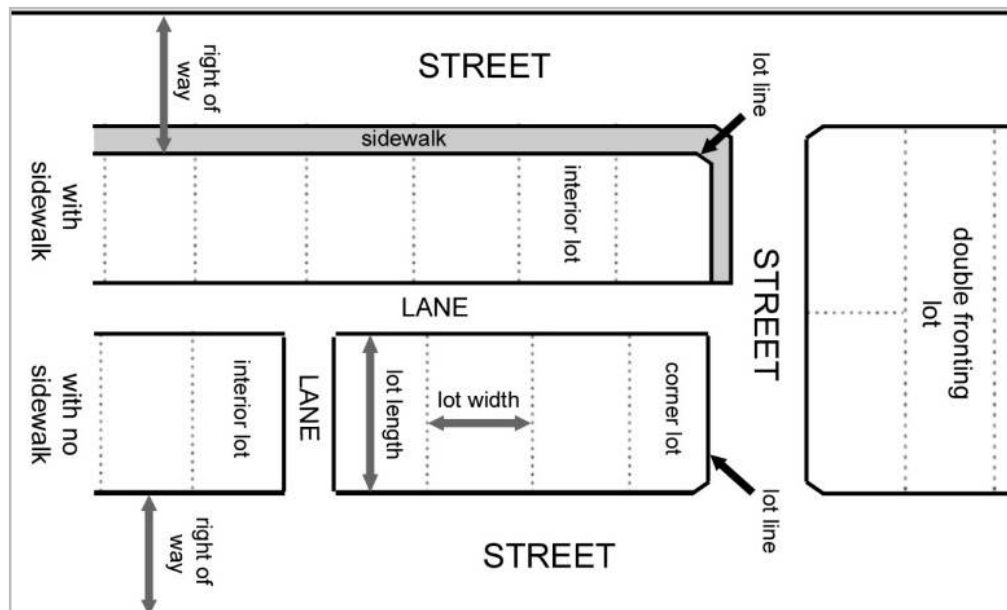 right of
way
STREET
lot line
sidewalk
with
sidewalk
interior lot
STREET
double fronting
lot
LANE
with no
sidewalk
interior lot
LANE
lot length
lot width
corner lot
lot line
right of
way
STREET